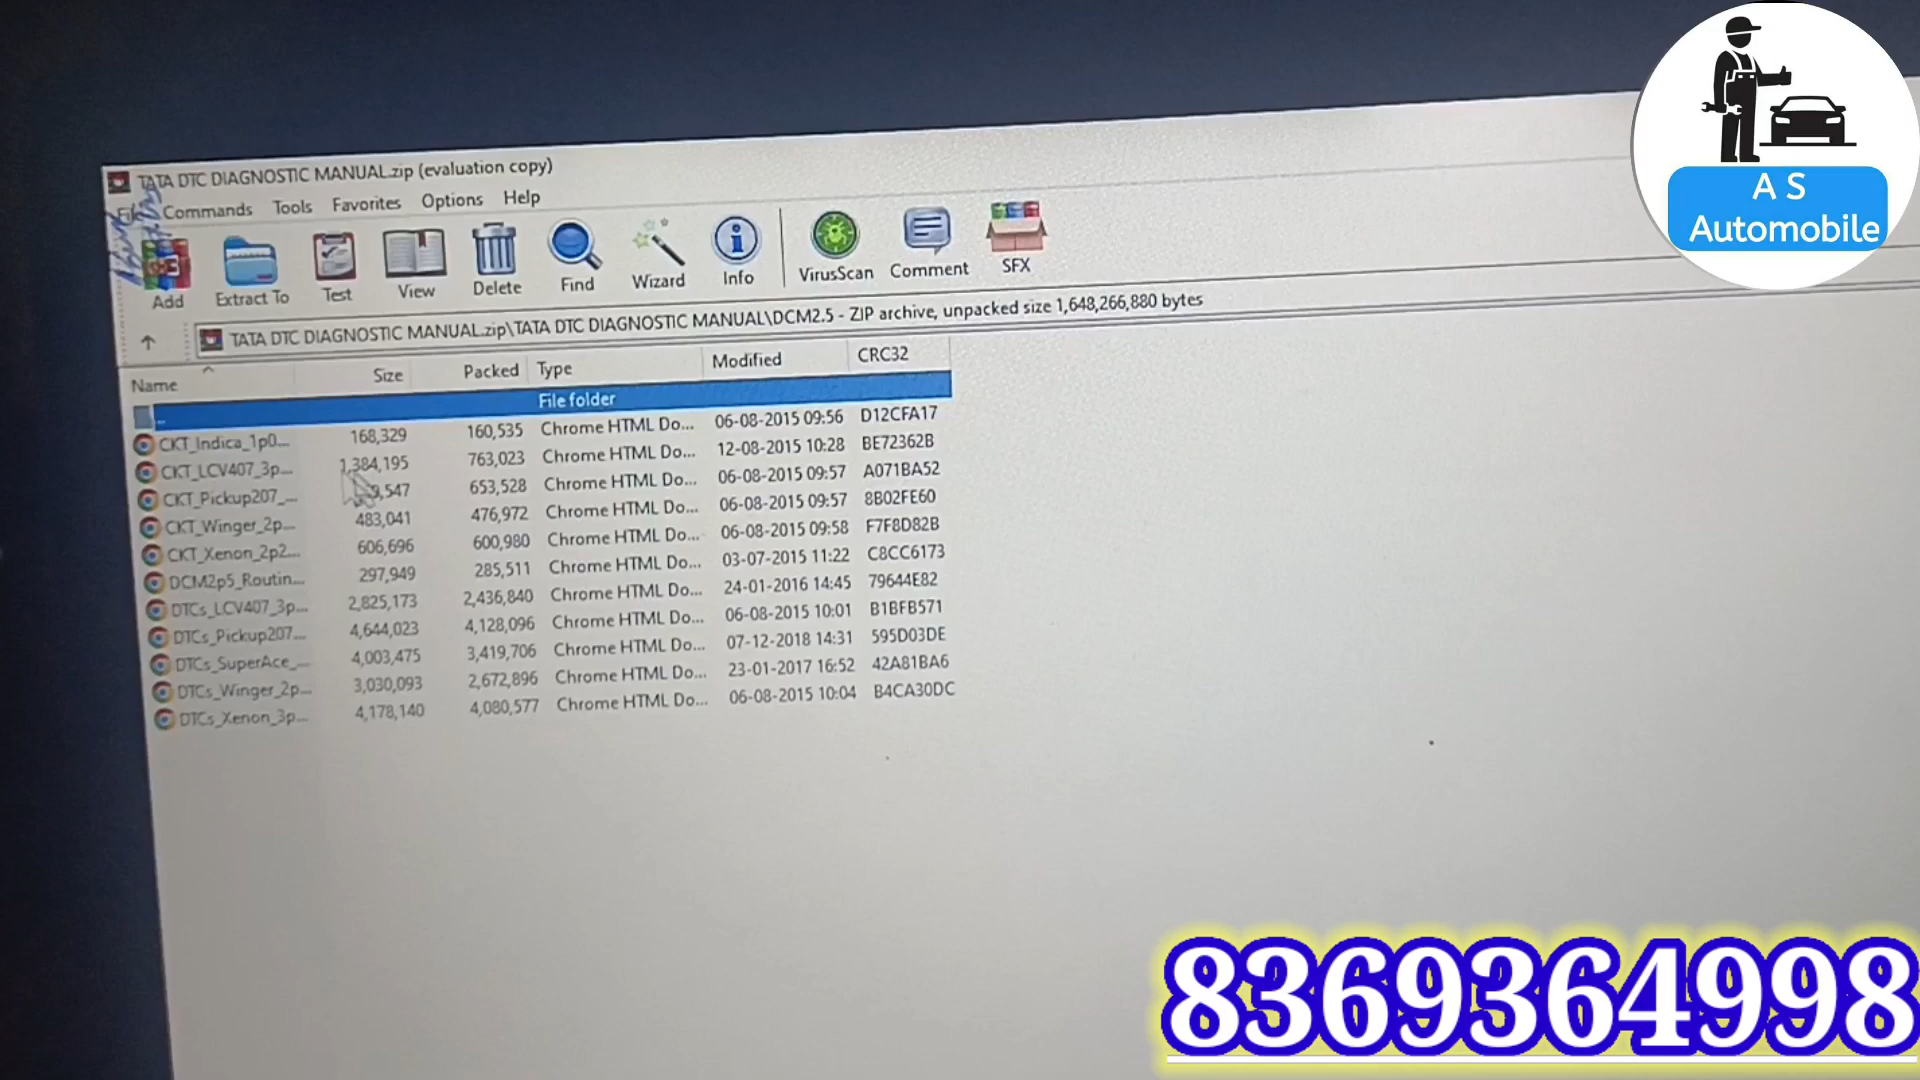 A S
Automobile
TATA DTC DIAGNOSTIC MANUAL.zip (evaluation copy)
File Commands Tools Favorites Options Help
Add Extract To Test View Delete Find Wizard Info VirusScan Comment SFX
TATA DTC DIAGNOSTIC MANUAL.zip\TATA DTC DIAGNOSTIC MANUAL\DCM2.5 - ZIP archive, unpacked size 1,648,266,880 bytes
Name Size Packed Type Modified CRC32
.. File folder
CKT_Indica_1p0... 168,329 160,535 Chrome HTML Do... 06-08-2015 09:56 D12CFA17
CKT_LCV407_3p... 1,384,195 763,023 Chrome HTML Do... 12-08-2015 10:28 BE72362B
CKT_Pickup207_... 9,547 653,528 Chrome HTML Do... 06-08-2015 09:57 A071BA52
CKT_Winger_2p... 483,041 476,972 Chrome HTML Do... 06-08-2015 09:57 8B02FE60
CKT_Xenon_2p2... 606,696 600,980 Chrome HTML Do... 06-08-2015 09:58 F7F8D82B
DCM2p5_Routin... 297,949 285,511 Chrome HTML Do... 03-07-2015 11:22 C8CC6173
DTCs_LCV407_3p... 2,825,173 2,436,840 Chrome HTML Do... 24-01-2016 14:45 79644E82
DTCs_Pickup207... 4,644,023 4,128,096 Chrome HTML Do... 06-08-2015 10:01 B1BFB571
DTCs_SuperAce_... 4,003,475 3,419,706 Chrome HTML Do... 07-12-2018 14:31 595D03DE
DTCs_Winger_2p... 3,030,093 2,672,896 Chrome HTML Do... 23-01-2017 16:52 42A81BA6
DTCs_Xenon_3p... 4,178,140 4,080,577 Chrome HTML Do... 06-08-2015 10:04 B4CA30DC
8369364998